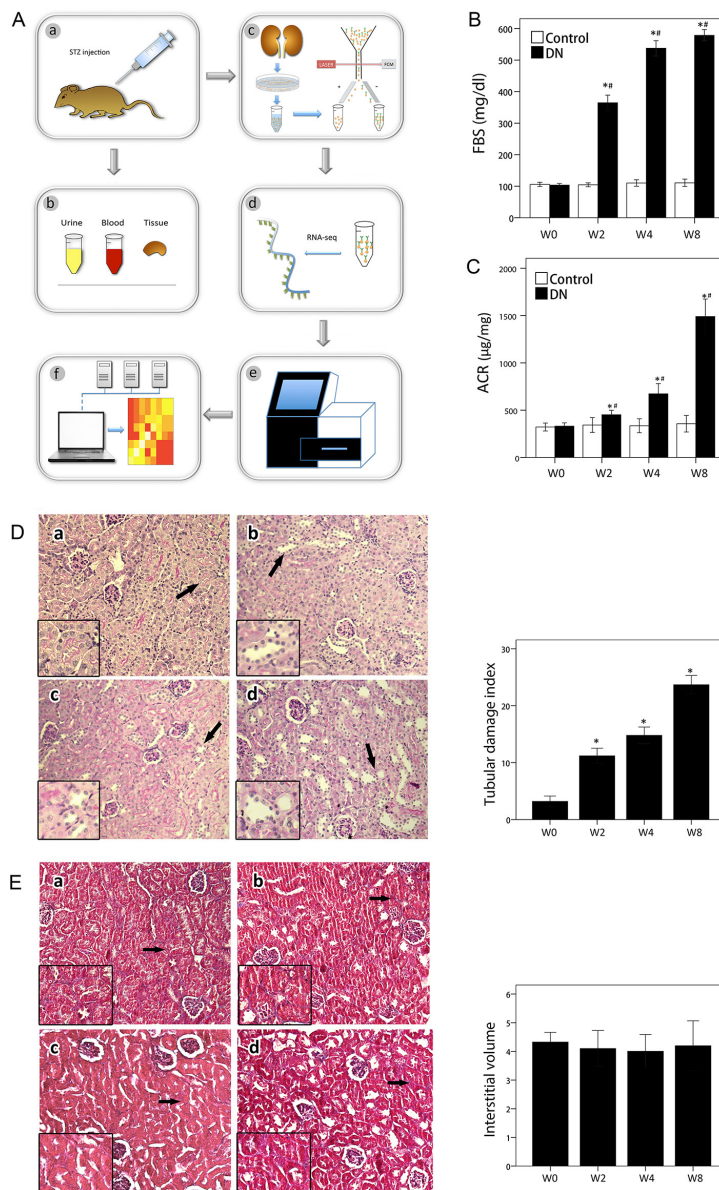 A
a
STZ injection
c
LASER
FCM
+
-
b
Urine Blood Tissue
d
RNA-seq
f
e
B
FBS (mg/dl)
Control
DN
600
500
400
300
200
100
0
*#
*#
*#
W0 W2 W4 W8
C
ACR (µg/mg)
Control
DN
2000
1500
1000
500
0
*#
*#
*#
W0 W2 W4 W8
D
a
b
c
d
Tubular damage index
30
20
10
0
*
*
*
W0 W2 W4 W8
E
a
b
c
d
Interstitial volume
6
5
4
3
2
1
0
W0 W2 W4 W8